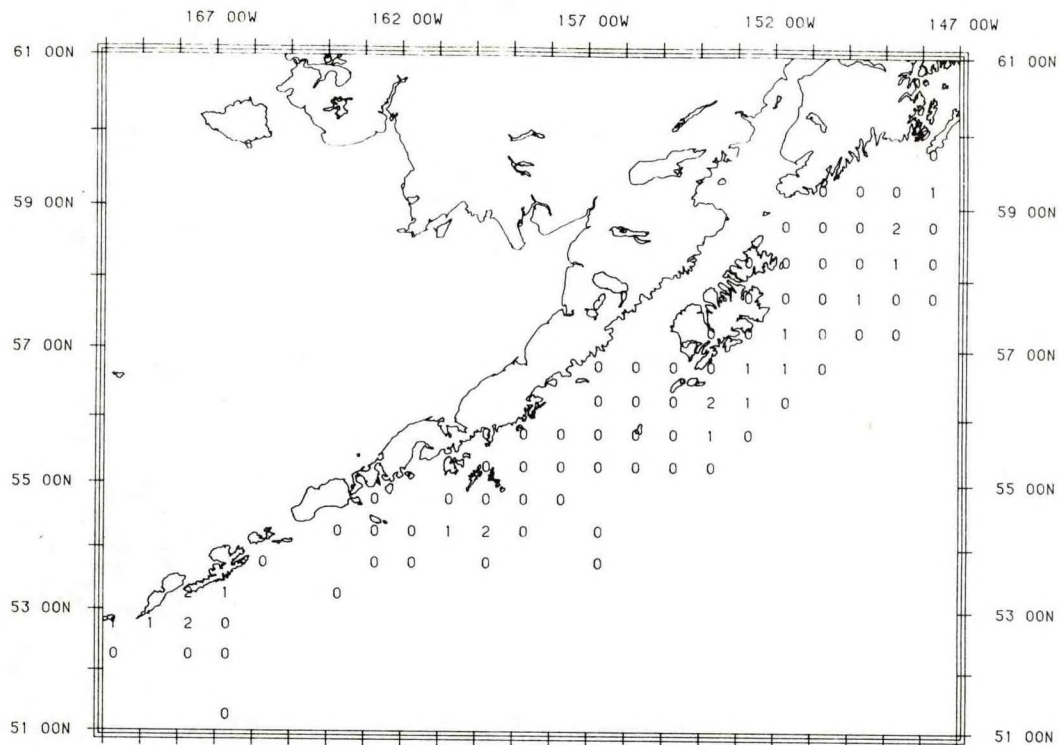 167 00W 162 00W 157 00W 152 00W 147 00W
61 00N 61 00N
0
0 0 0 1
59 00N 59 00N
0 0 0 2 0
0 0 0 1 0
0 0 0 1 0 0
0 0 1 0 0 0
57 00N 57 00N
0 0 0 0 1 1 0
0 0 0 2 1 0
0 0 0 0 0 1 0
0 0 0 0 0 0 0
55 00N 55 00N
0 0 0 0 0
0 0 0 1 2 0 0
0 0 0 0 0
2 1 0
53 00N 53 00N
1 1 2 0
0 0 0
0
51 00N 51 00N